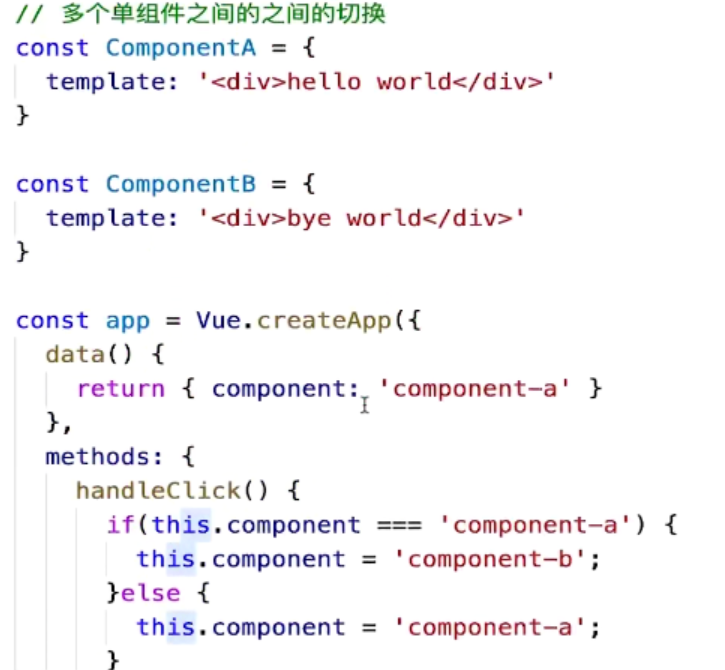 // 多个单组件之间的之间的切换
const ComponentA = {
  template: '<div>hello world</div>'
}

const ComponentB = {
  template: '<div>bye world</div>'
}

const app = Vue.createApp({
  data() {
    return { component: 'component-a' }
  },
  methods: {
    handleClick() {
      if(this.component === 'component-a') {
        this.component = 'component-b';
      }else {
        this.component = 'component-a';
      }